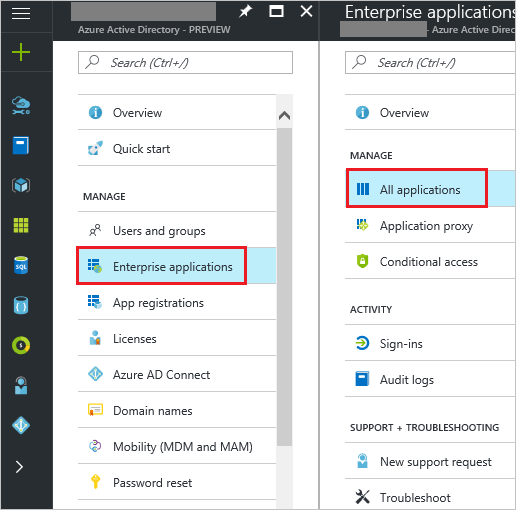 Azure Active Directory - PREVIEW
Search (Ctrl+/)
Overview
Quick start
MANAGE
Users and groups
Enterprise applications
App registrations
Licenses
Azure AD Connect
Domain names
Mobility (MDM and MAM)
Password reset
Enterprise applications
- Azure Active Direc
Search (Ctrl+/)
Overview
MANAGE
All applications
Application proxy
Conditional access
ACTIVITY
Sign-ins
Audit logs
SUPPORT + TROUBLESHOOTING
New support request
Troubleshoot